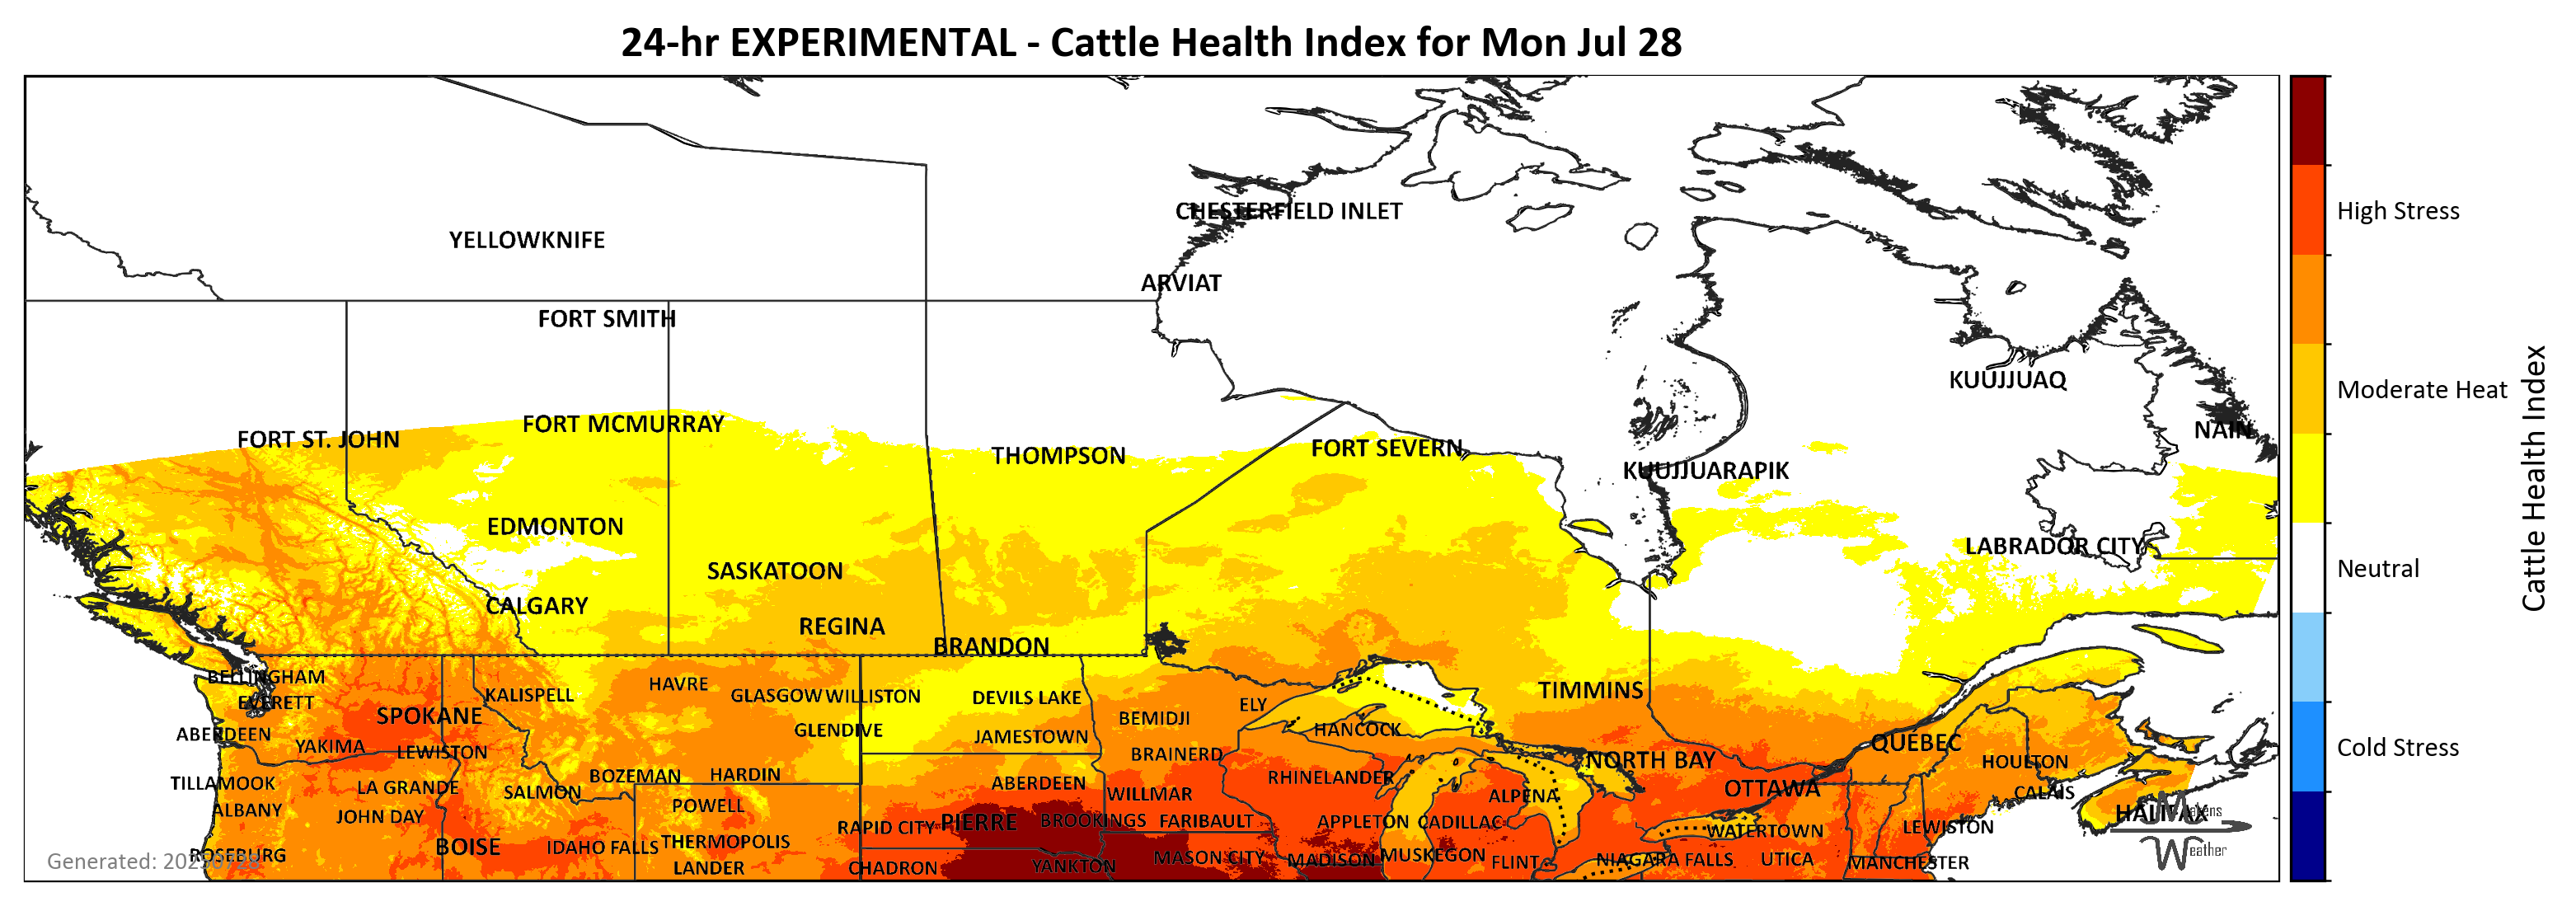 24-hr EXPERIMENTAL - Cattle Health Index for Mon Jul 28
CHESTERFIELD INLET
High Stress
YELLOWKNIFE
ARVIAT
FORT SMITH
KUUJJUAQ
Moderate Heat
FORT MCMURRAY
NAIN
FORT ST. JOHN
THOMPSON
FORT SEVERN
KUUJJUARAPIK
Cattle Health Index
EDMONTON
LABRADOR CITY
SASKATOON
Neutral
CALGARY
REGINA
BRANDON
BELLINGHAM
KALISPELL
HAVRE
GLASGOW
WILLISTON
DEVILS LAKE
TIMMINS
EVERETT
ELY
SPOKANE
BEMIDJI
ABERDEEN
GLENDIVE
JAMESTOWN
HANCOCK
QUEBEC
YAKIMA
LEWISTON
BRAINERD
NORTH BAY
HOULTON
Cold Stress
TILLAMOOK
LA GRANDE
SALMON
BOZEMAN
HARDIN
ABERDEEN
RHINELANDER
OTTAWA
CALAIS
ALBANY
JOHN DAY
POWELL
WILLMAR
ALPENA
HALIFAX
Makens
Weather
RAPID CITY
PIERRE
BROOKINGS
FARIBAULT
APPLETON
CADILLAC
WATERTOWN
LEWISTON
ROSEBURG
BOISE
IDAHO FALLS
THERMOPOLIS
MASON CITY
MADISON
MUSKEGON
FLINT
NIAGARA FALLS
UTICA
MANCHESTER
LANDER
CHADRON
YANKTON
Generated: